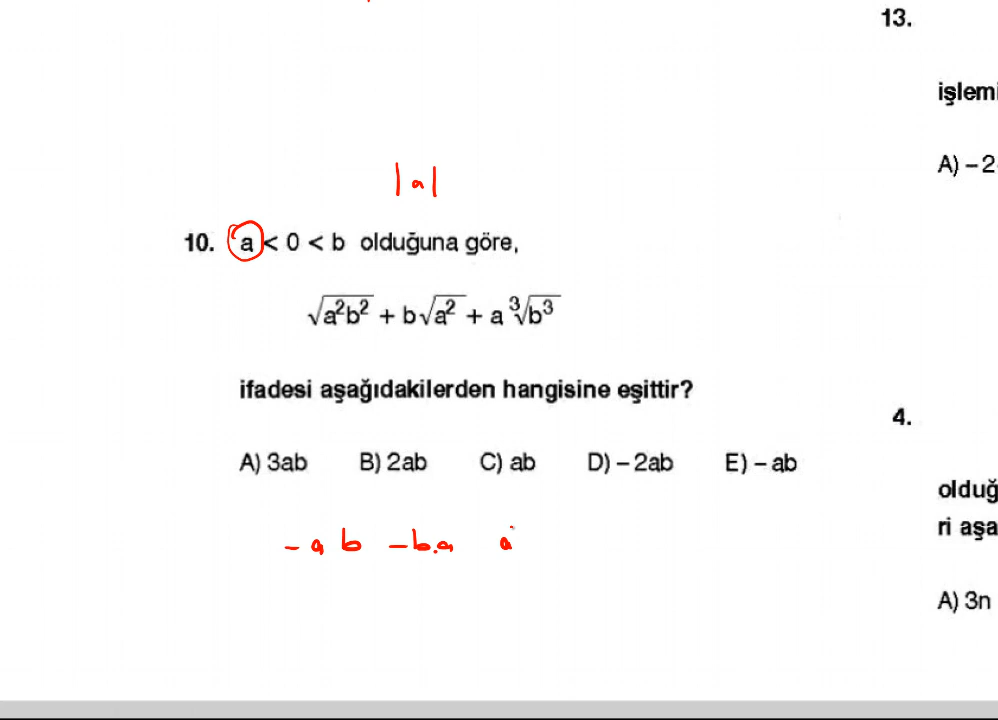 13.
işlemi
A) – 2
|a|
10. a < 0 < b olduğuna göre,
√a²b² + b√a² + a ∛b³
ifadesi aşağıdakilerden hangisine eşittir?
A) 3ab B) 2ab C) ab D) – 2ab E) – ab
- a b - b.a a
4.
olduğ
ri aşa
A) 3n